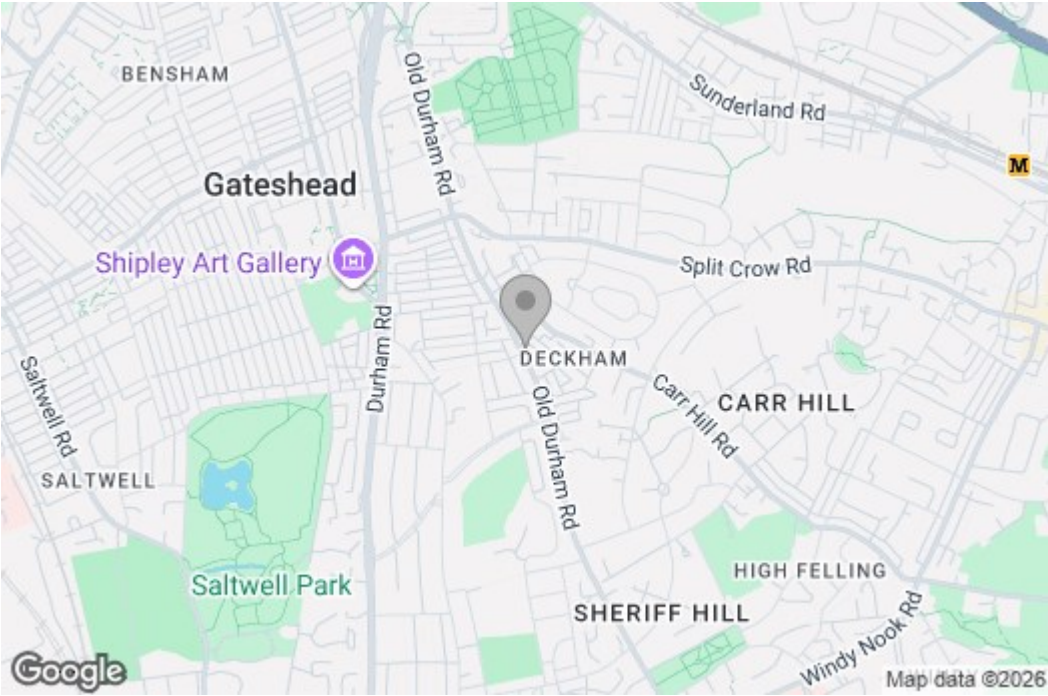 BENSHAM
Old Durham Rd
Sunderland Rd
M
Gateshead
Shipley Art Gallery
Split Crow Rd
Durham Rd
DECKHAM
Saltwell Rd
Carr Hill Rd
CARR HILL
Old Durham Rd
SALTWELL
HIGH FELLING
Saltwell Park
SHERIFF HILL
Windy Nook Rd
Google
Map data ©2026